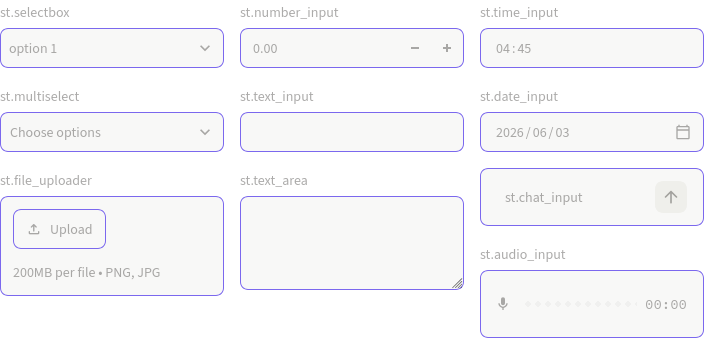 st.selectbox
option 1
st.multiselect
Choose options
st.file_uploader
Upload
200MB per file • PNG, JPG
st.number_input
0.00
st.text_input
st.text_area
st.time_input
04:45
st.date_input
2026/06/03
st.chat_input
st.audio_input
00:00